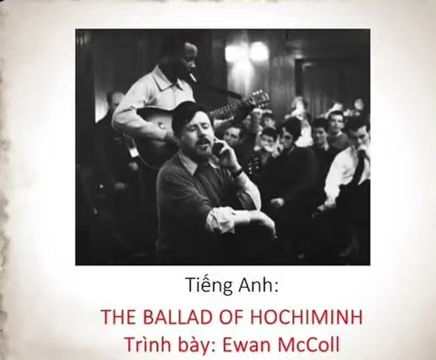 Tiếng Anh:
THE BALLAD OF HOCHIMINH
Trình bày: Ewan McColl